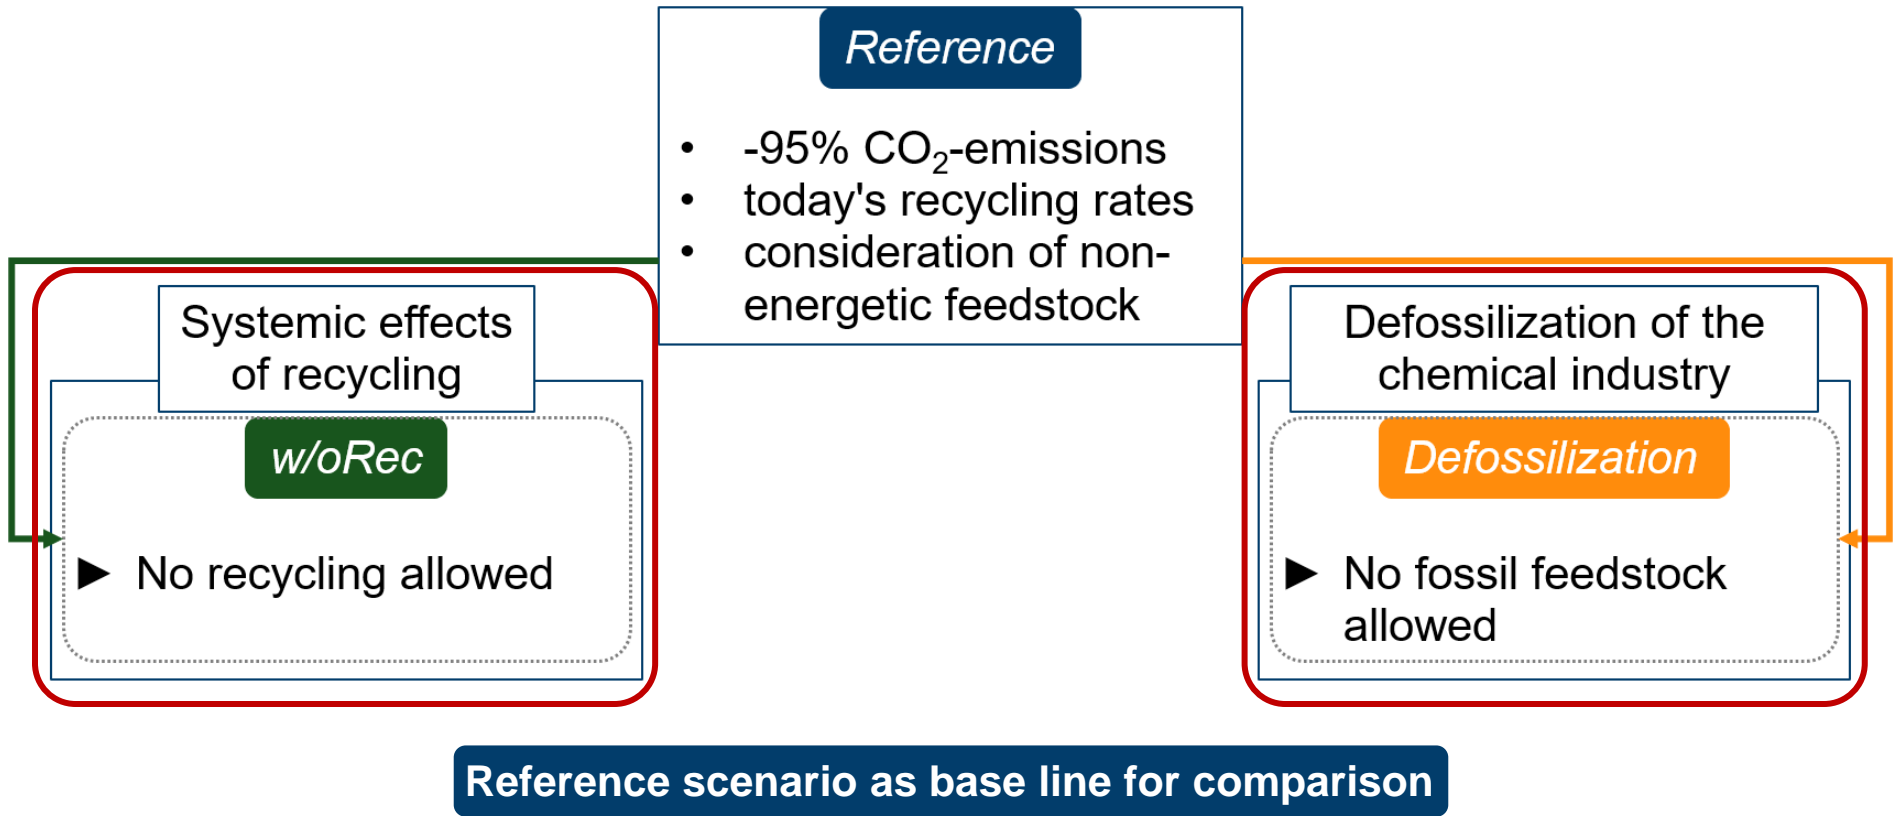 Reference
• -95% CO₂-emissions
• today's recycling rates
• consideration of non-
energetic feedstock
Systemic effects
of recycling
w/oRec
► No recycling allowed
Defossilization of the
chemical industry
Defossilization
► No fossil feedstock
allowed
Reference scenario as base line for comparison